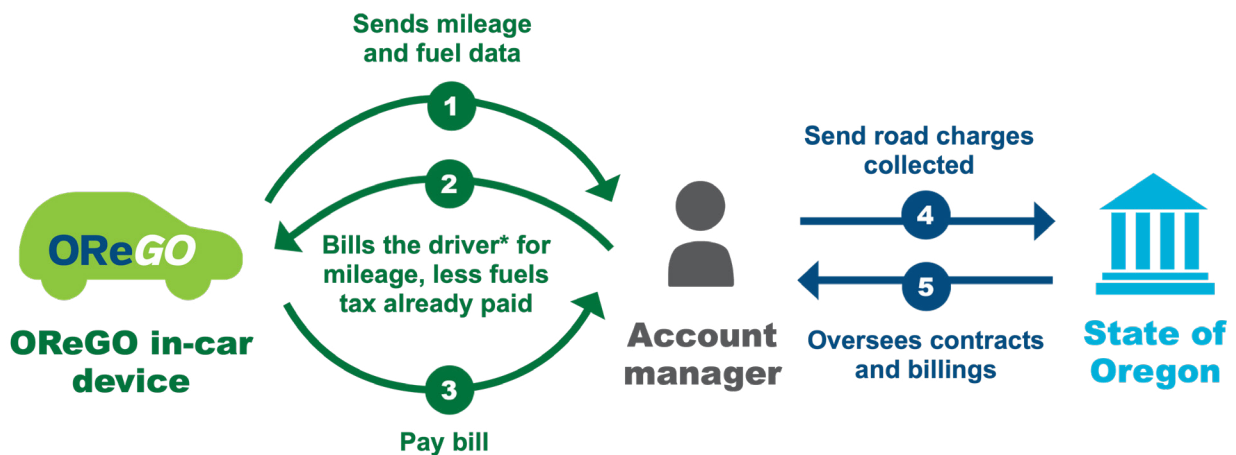 Sends mileage
and fuel data
1
2
Bills the driver* for
mileage, less fuels
tax already paid
3
Pay bill
OReGO
OReGO in-car
device
Account
manager
Send road charges
collected
4
5
Oversees contracts
and billings
State of
Oregon